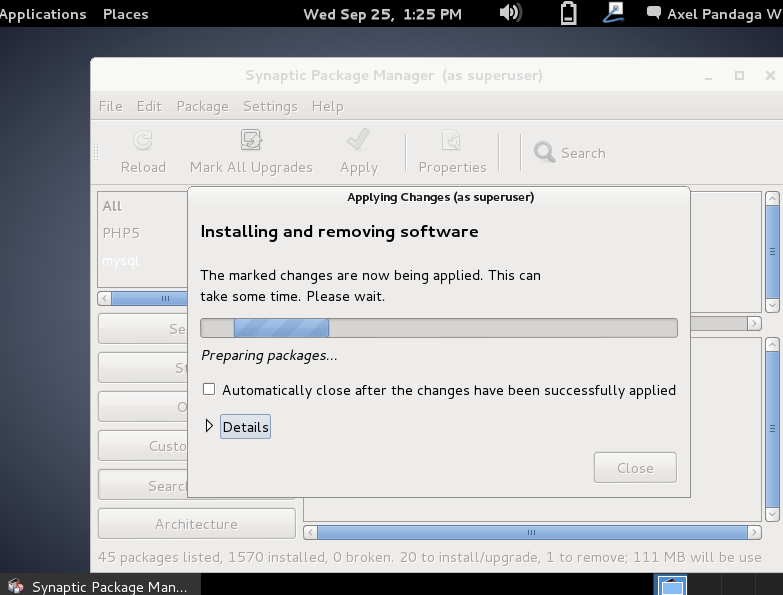 Applications Places Wed Sep 25, 1:25 PM Axel Pandaga W
Synaptic Package Manager (as superuser)
File Edit Package Settings Help
Reload Mark All Upgrades Apply Properties Search
Applying Changes (as superuser)
All
PHP5
mysql
Installing and removing software
The marked changes are now being applied. This can
take some time. Please wait.
Preparing packages...
Automatically close after the changes have been successfully applied
Details
Close
Se
St
O
Custo
Search
Architecture
45 packages listed, 1570 installed, 0 broken. 20 to install/upgrade, 1 to remove; 111 MB will be use
Synaptic Package Man...